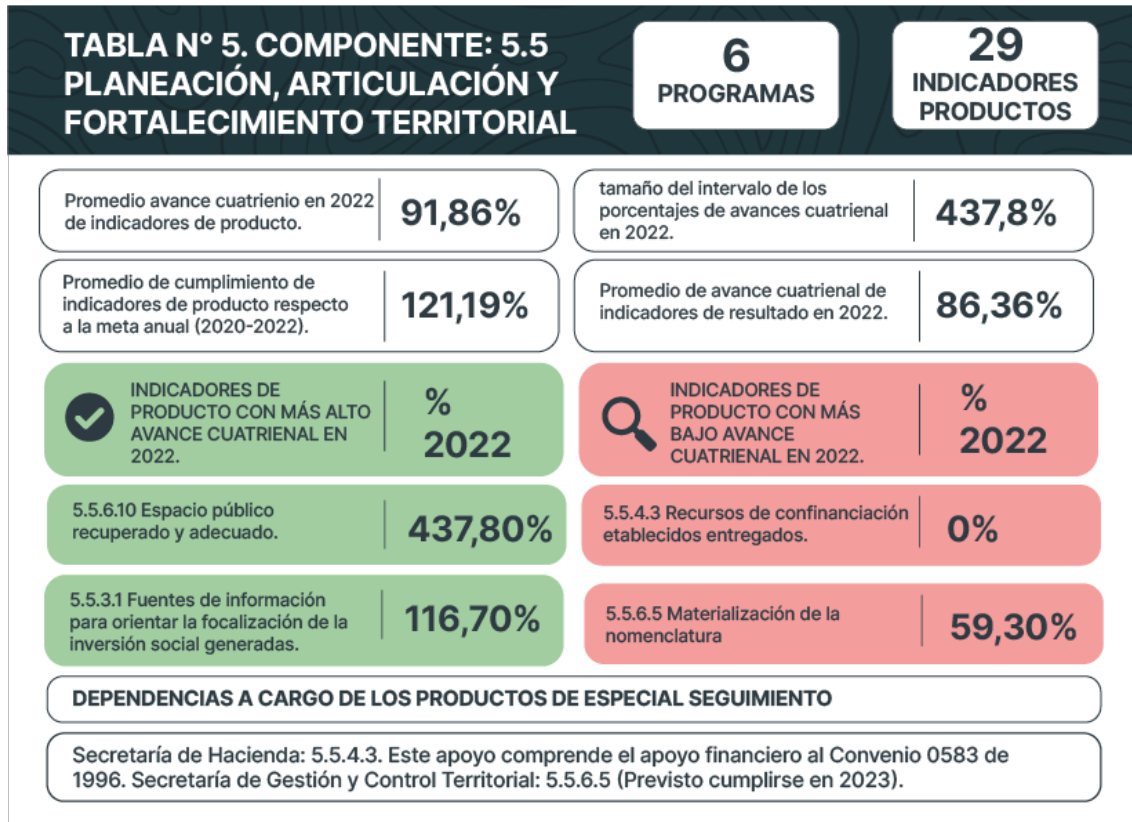 TABLA N° 5. COMPONENTE: 5.5
PLANEACIÓN, ARTICULACIÓN Y
FORTALECIMIENTO TERRITORIAL
6
PROGRAMAS
29
INDICADORES
PRODUCTOS
Promedio avance cuatrienio en 2022
de indicadores de producto.
91,86%
tamaño del intervalo de los
porcentajes de avances cuatrienal
en 2022.
437,8%
Promedio de cumplimiento de
indicadores de producto respecto
a la meta anual (2020-2022).
121,19%
Promedio de avance cuatrienal de
indicadores de resultado en 2022.
86,36%
INDICADORES DE
PRODUCTO CON MÁS ALTO
AVANCE CUATRIENAL EN
2022.
%
2022
INDICADORES DE
PRODUCTO CON MÁS
BAJO AVANCE
CUATRIENAL EN 2022.
%
2022
5.5.6.10 Espacio público
recuperado y adecuado.
437,80%
5.5.4.3 Recursos de confinanciación
etablecidos entregados.
0%
5.5.3.1 Fuentes de información
para orientar la focalización de la
inversión social generadas.
116,70%
5.5.6.5 Materialización de la
nomenclatura
59,30%
DEPENDENCIAS A CARGO DE LOS PRODUCTOS DE ESPECIAL SEGUIMIENTO
Secretaría de Hacienda: 5.5.4.3. Este apoyo comprende el apoyo financiero al Convenio 0583 de
1996. Secretaría de Gestión y Control Territorial: 5.5.6.5 (Previsto cumplirse en 2023).